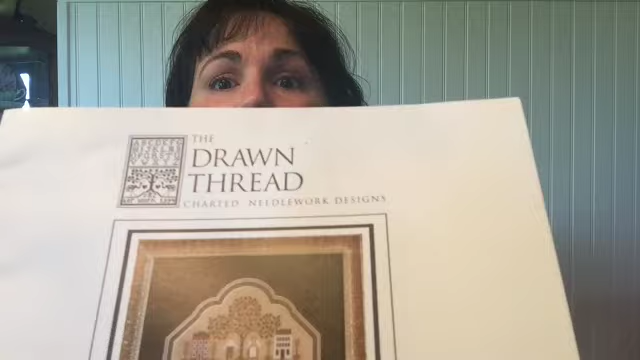 THE
DRAWN
THREAD
CHARTED NEEDLEWORK DESIGNS